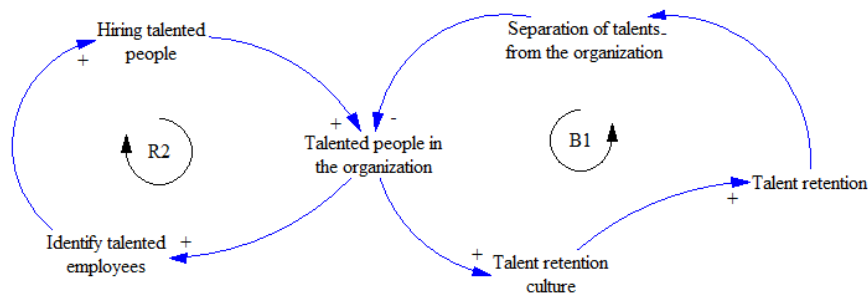 Hiring talented
people
+
Separation of talents
from the organization
-
R2
+
-
Talented people in
the organization
B1
Talent retention
+
Identify talented
employees
+
+
Talent retention
culture